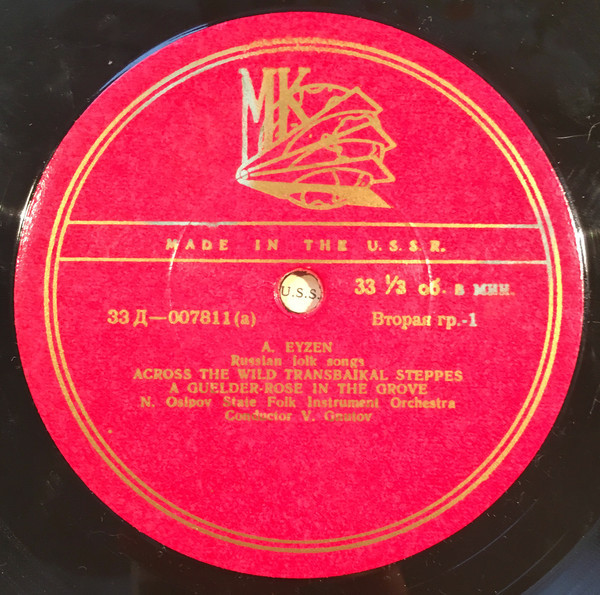 МК
MADE IN THE U.S.S.R.
U.S.S.
33 1/3 об. в мин.
33 Д—007811(a)
Вторая гр.-1
A. EYZEN
Russian folk songs
ACROSS THE WILD TRANSBAIKAL STEPPES
A GUELDER-ROSE IN THE GROVE
N. Osipov State Folk Instrument Orchestra
Conductor V. Gnutov